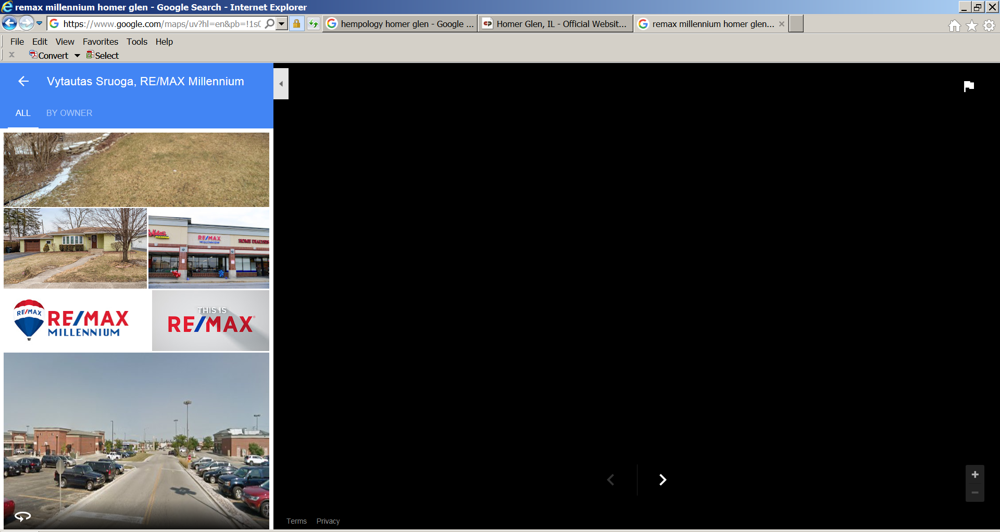 remax millennium homer glen - Google Search - Internet Explorer
https://www.google.com/maps/uv?hl=en&pb=!1s0
hempology homer glen - Google ...
Homer Glen, IL - Official Websit...
remax millennium homer glen...
File Edit View Favorites Tools Help
Convert Select
Vytautas Sruoga, RE/MAX Millennium
ALL BY OWNER
PIZZERIA
RE/MAX
MILLENNIUM
HOME DIALYSIS
RE/MAX
RE/MAX
MILLENNIUM
THIS IS
RE/MAX
Terms Privacy